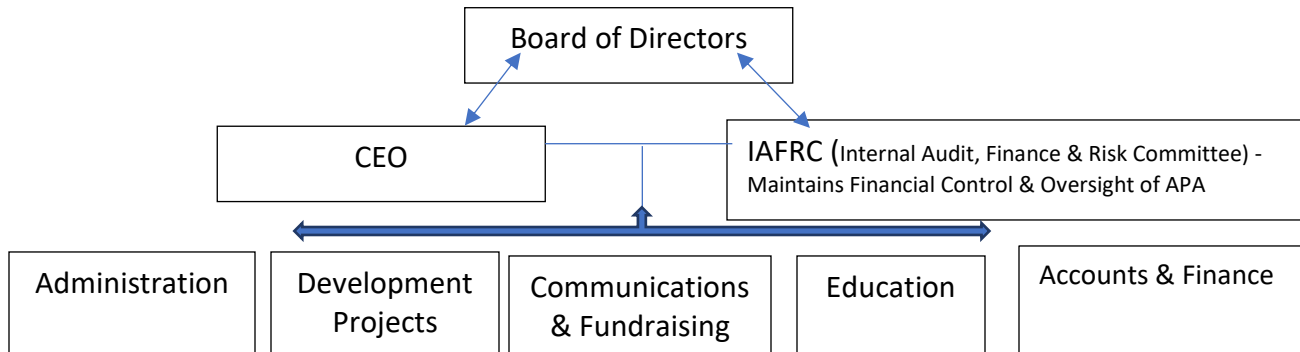 Board of Directors
CEO
IAFRC (Internal Audit, Finance & Risk Committee) -
Maintains Financial Control & Oversight of APA
Administration
Development
Projects
Communications
& Fundraising
Education
Accounts & Finance